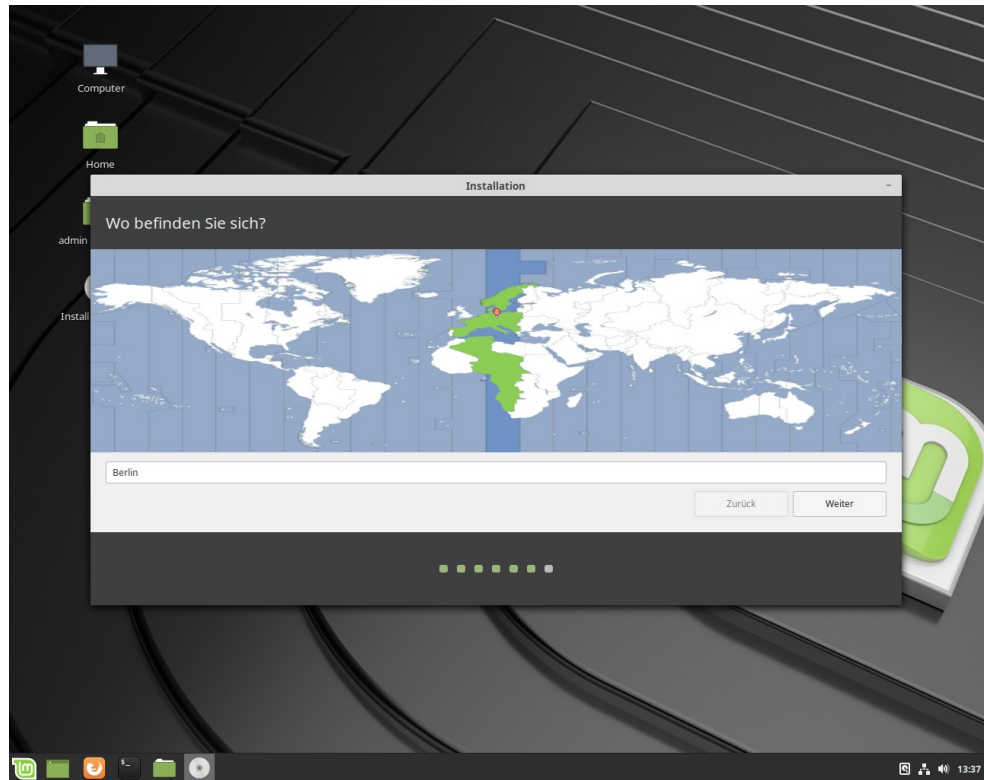 Computer
Home
Installation
Wo befinden Sie sich?
admin
Install
Berlin
Zurück
Weiter
13:37